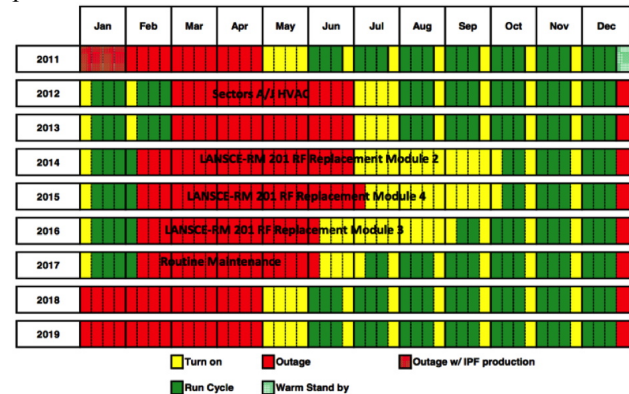 Jan Feb Mar Apr May Jun Jul Aug Sep Oct Nov Dec
2011
2012 Sectors A/J HVAC
2013
2014 LANSCE-RM 201 RF Replacement Module 2
2015 LANSCE-RM 201 RF Replacement Module 4
2016 LANSCE-RM 201 RF Replacement Module 3
2017 Routine Maintenance
2018
2019
Turn on Outage Outage w/ IPF production
Run Cycle Warm Stand by